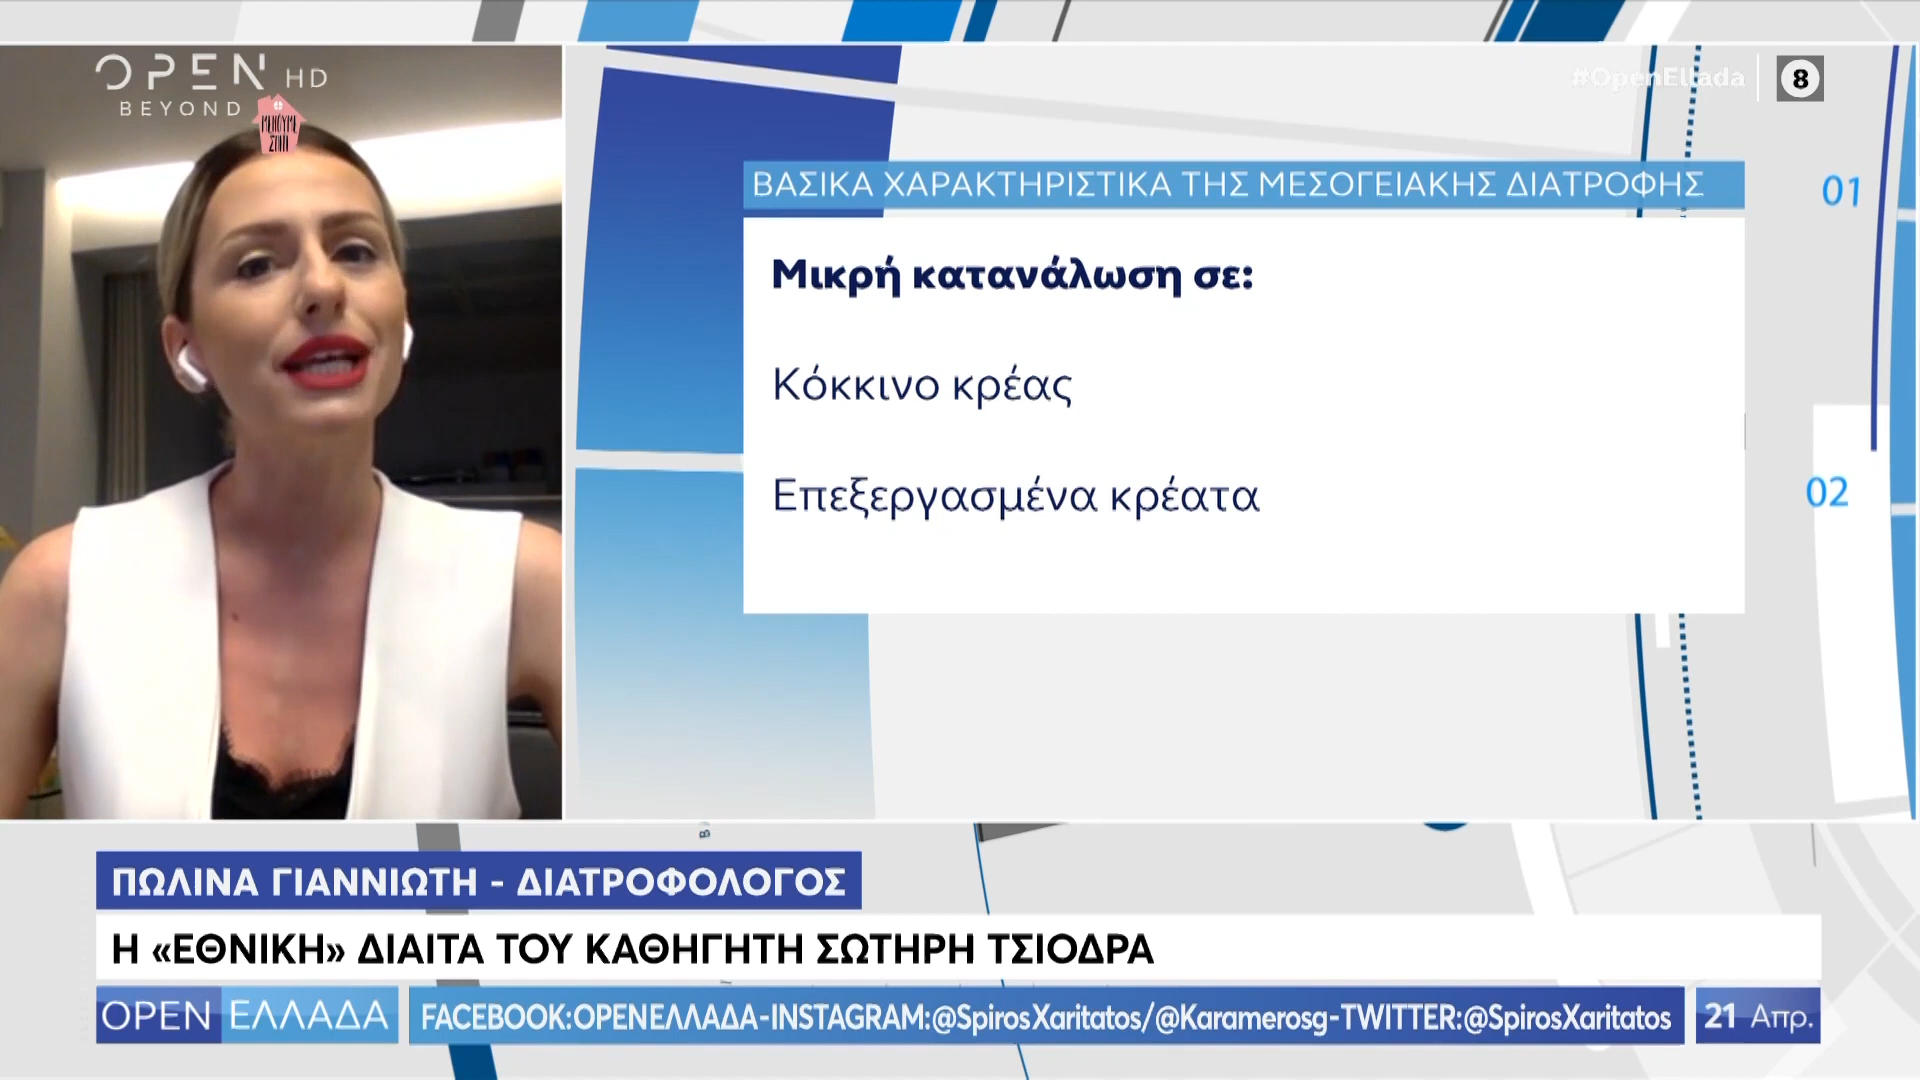 OPEN HD
BEYOND
ΜΕΝΟΥΜΕ
ΣΠΙΤΙ
#OpenEllada
8
ΒΑΣΙΚΑ ΧΑΡΑΚΤΗΡΙΣΤΙΚΑ ΤΗΣ ΜΕΣΟΓΕΙΑΚΗΣ ΔΙΑΤΡΟΦΗΣ
01
Μικρή κατανάλωση σε:
Κόκκινο κρέας
Επεξεργασμένα κρέατα
02
ΠΩΛΙΝΑ ΓΙΑΝΝΙΩΤΗ - ΔΙΑΤΡΟΦΟΛΟΓΟΣ
Η «ΕΘΝΙΚΗ» ΔΙΑΙΤΑ ΤΟΥ ΚΑΘΗΓΗΤΗ ΣΩΤΗΡΗ ΤΣΙΟΔΡΑ
OPEN ΕΛΛΑΔΑ
FACEBOOK:OPENΕΛΛΑΔΑ-INSTAGRAM:@SpirosXaritatos/@Karamerosg-TWITTER:@SpirosXaritatos
21 Απρ.